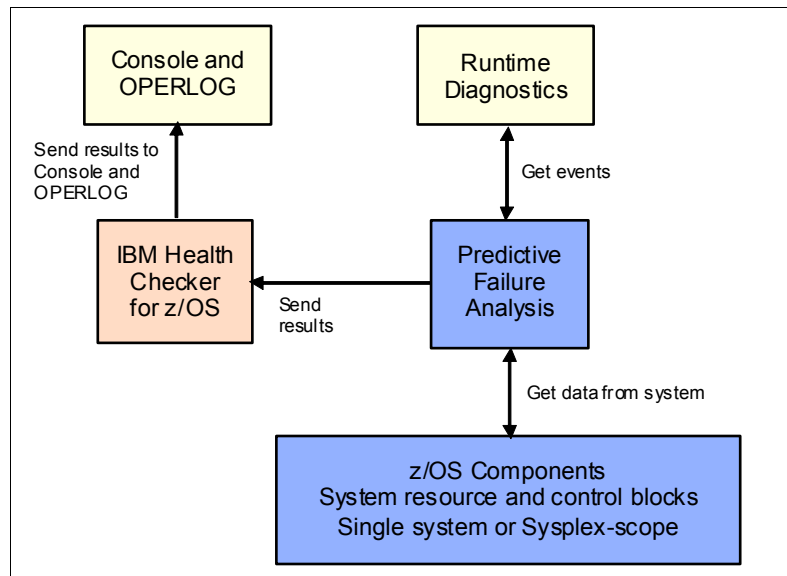 Console and
OPERLOG
Runtime
Diagnostics
Send results to
Console and
OPERLOG
Get events
IBM Health
Checker
for z/OS
Predictive
Failure
Analysis
Send
results
Get data from system
z/OS Components
System resource and control blocks
Single system or Sysplex-scope